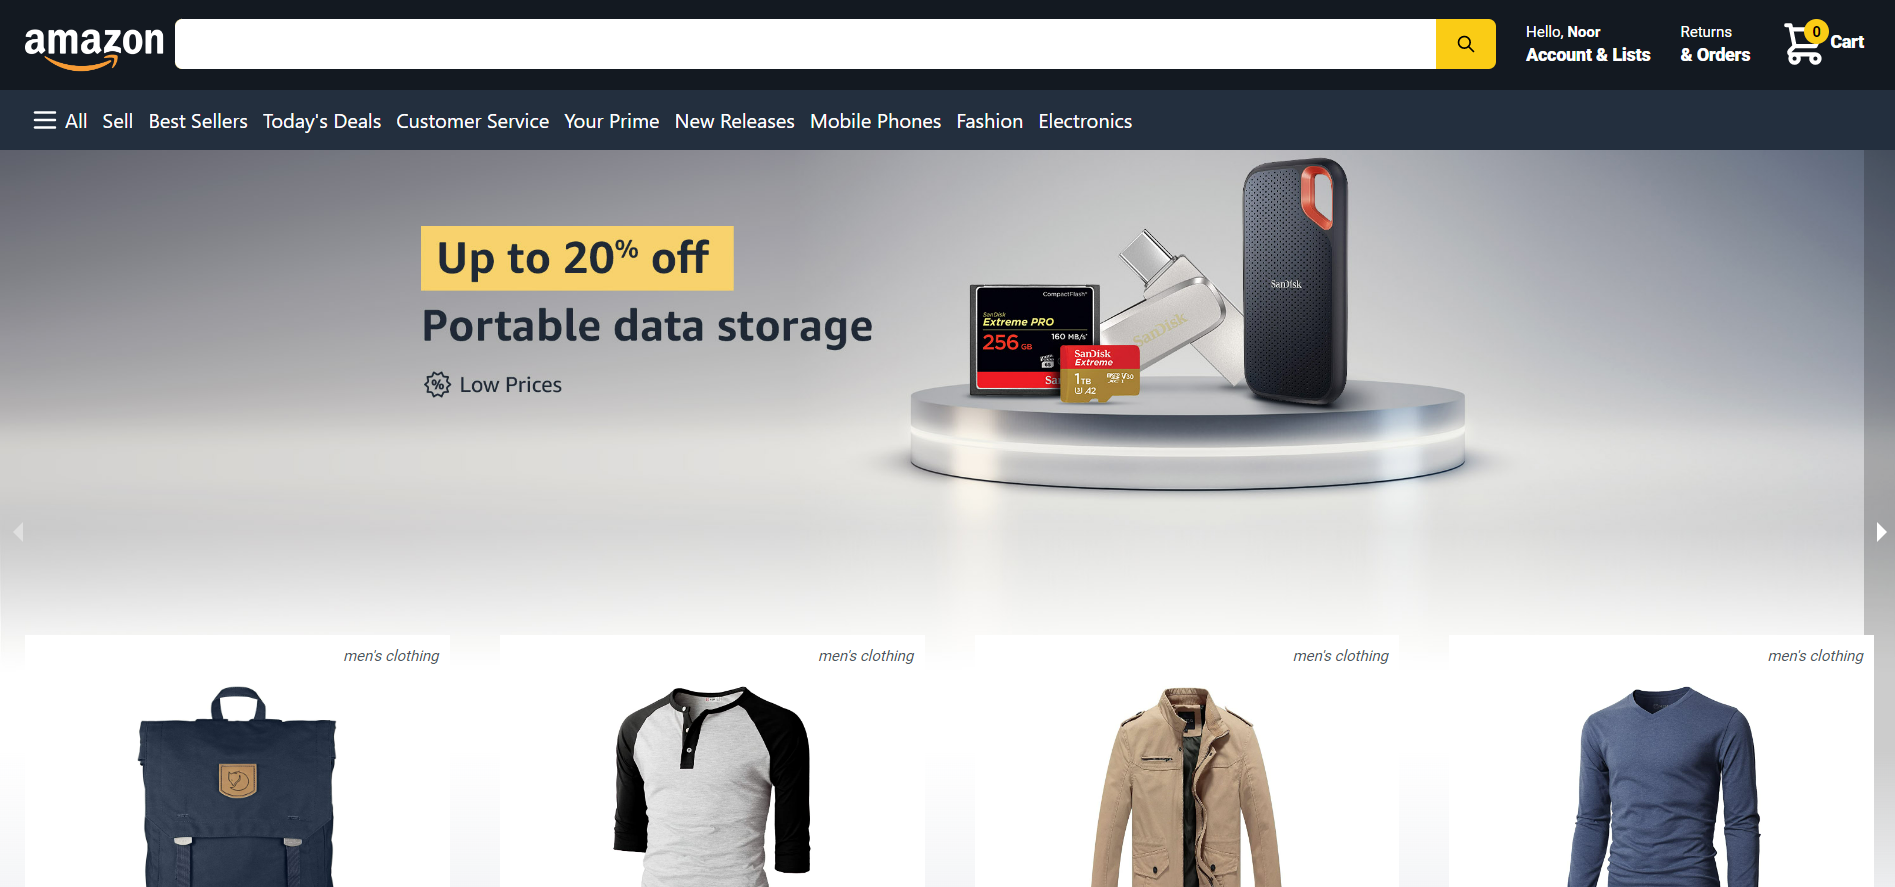 amazon
Hello, Noor
Account & Lists
Returns
& Orders
0
Cart
All Sell Best Sellers Today's Deals Customer Service Your Prime New Releases Mobile Phones Fashion Electronics
Up to 20% off
Portable data storage
% Low Prices
CompactFlash
SanDisk
Extreme PRO
160 MB/s
256 GB
SanDisk
Extreme
1TB
A2
V30
SanDisk
SanDisk
men's clothing
men's clothing
men's clothing
men's clothing